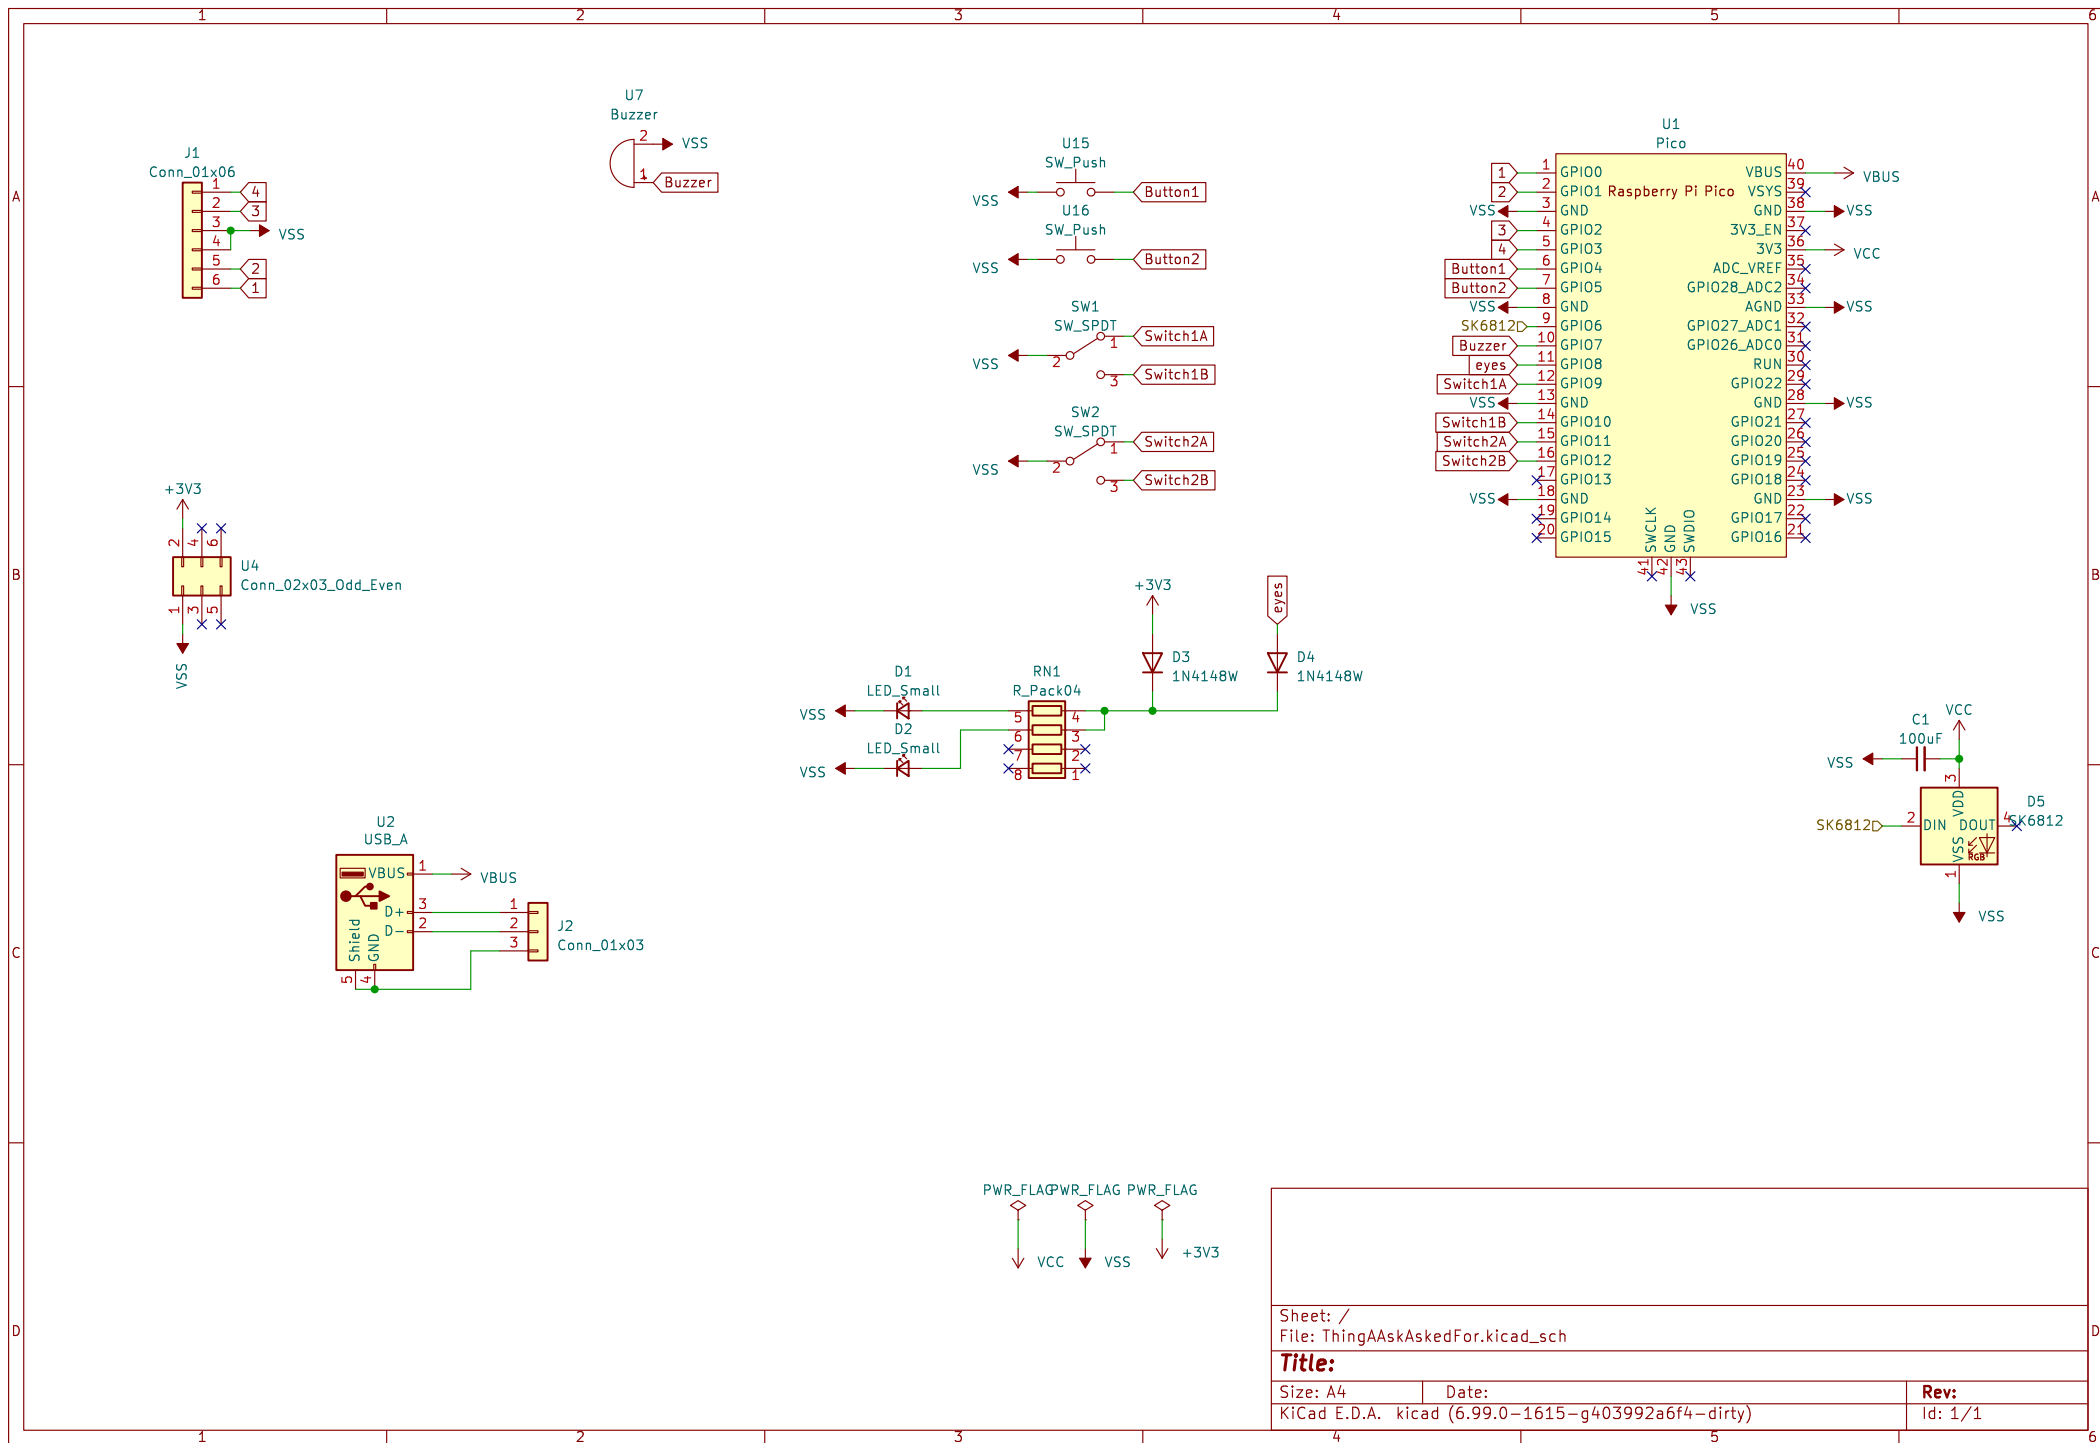 1 2 3 4 5 6
A
B
C
D
A
B
C
D
J1
Conn_01x06
1 4
2 3
3
4 VSS
5 2
6 1
U7
Buzzer
2 VSS
1 Buzzer
U15
SW_Push
VSS Button1
U16
SW_Push
VSS Button2
SW1
SW_SPDT
VSS 2 1 Switch1A
3 Switch1B
SW2
SW_SPDT
VSS 2 1 Switch2A
3 Switch2B
U1
Pico
Raspberry Pi Pico
1 1 GPIO0
2 2 GPIO1
VSS 3 GND
3 4 GPIO2
4 5 GPIO3
Button1 6 GPIO4
Button2 7 GPIO5
VSS 8 GND
SK6812 9 GPIO6
Buzzer 10 GPIO7
eyes 11 GPIO8
Switch1A 12 GPIO9
VSS 13 GND
Switch1B 14 GPIO10
Switch2A 15 GPIO11
Switch2B 16 GPIO12
17 GPIO13
VSS 18 GND
19 GPIO14
20 GPIO15
VBUS 40 VBUS
VSYS 39
GND 38 VSS
3V3_EN 37
3V3 36 VCC
ADC_VREF 35
GPIO28_ADC2 34
AGND 33 VSS
GPIO27_ADC1 32
GPIO26_ADC0 31
RUN 30
GPIO22 29
GND 28 VSS
GPIO21 27
GPIO20 26
GPIO19 25
GPIO18 24
GND 23 VSS
GPIO17 22
GPIO16 21
SWCLK GND SWDIO
41 42 43
VSS
+3V3
2 4 6
U4
Conn_02x03_Odd_Even
1 3 5
VSS
+3V3
eyes
D3
1N4148W
D4
1N4148W
D1
LED_Small
VSS
D2
LED_Small
VSS
RN1
R_Pack04
5 4
6 3
7 2
8 1
VCC
C1
100uF
VSS
3
VDD
D5
SK6812
SK6812 2 DIN DOUT 4
VSS
RGB
1
VSS
U2
USB_A
VBUS 1 VBUS
D+ 3
D- 2
Shield GND
5 4
1
2
3
J2
Conn_01x03
PWR_FLAG PWR_FLAG PWR_FLAG
VCC VSS +3V3
Sheet: /
File: ThingAAskAskedFor.kicad_sch
Title:
Size: A4 Date: Rev:
KiCad E.D.A. kicad (6.99.0-1615-g403992a6f4-dirty) Id: 1/1
1 2 3 4 5 6